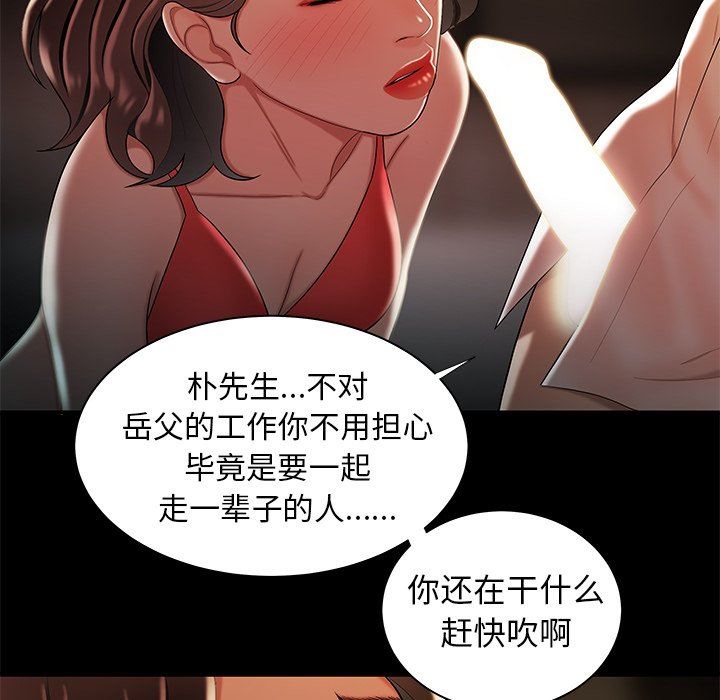 朴先生...不对
岳父的工作你不用担心
毕竟是要一起
走一辈子的人......
你还在干什么
赶快吹啊